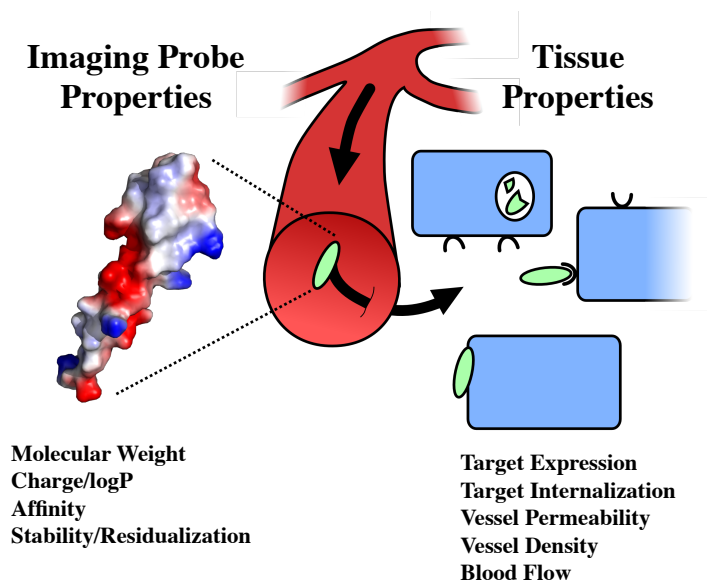 Imaging Probe
Properties
Tissue
Properties
Molecular Weight
Charge/logP
Affinity
Stability/Residualization
Target Expression
Target Internalization
Vessel Permeability
Vessel Density
Blood Flow